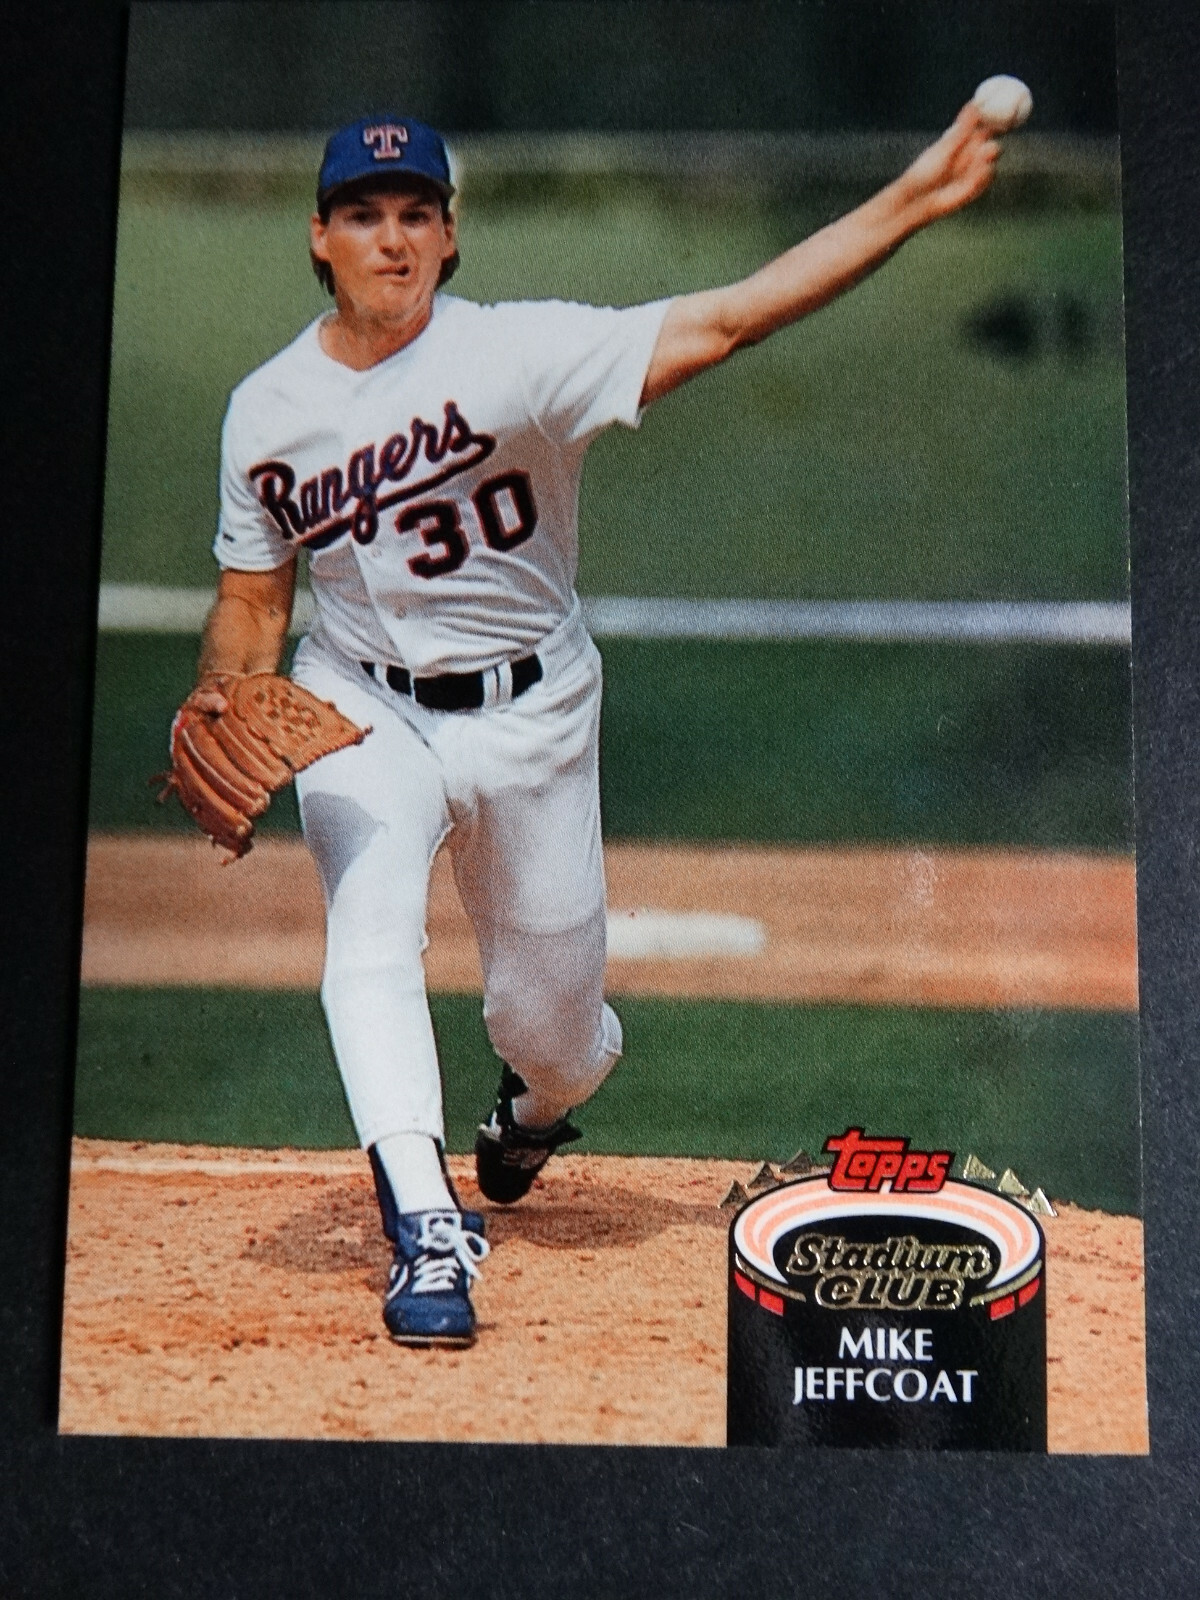 T
Rangers
30
topps
Stadium
CLUB
MIKE
JEFFCOAT